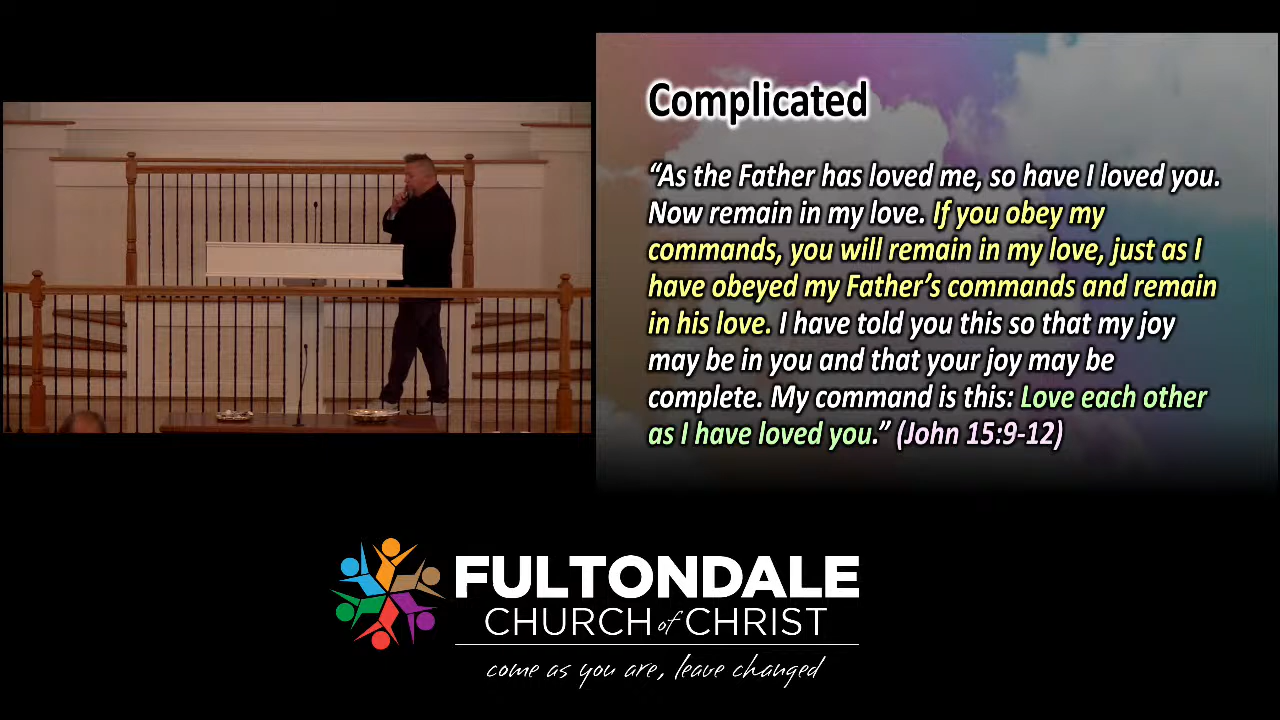 Complicated
“As the Father has loved me, so have I loved you.
Now remain in my love. If you obey my
commands, you will remain in my love, just as I
have obeyed my Father’s commands and remain
in his love. I have told you this so that my joy
may be in you and that your joy may be
complete. My command is this: Love each other
as I have loved you.” (John 15:9-12)
FULTONDALE
CHURCH of CHRIST
come as you are, leave changed